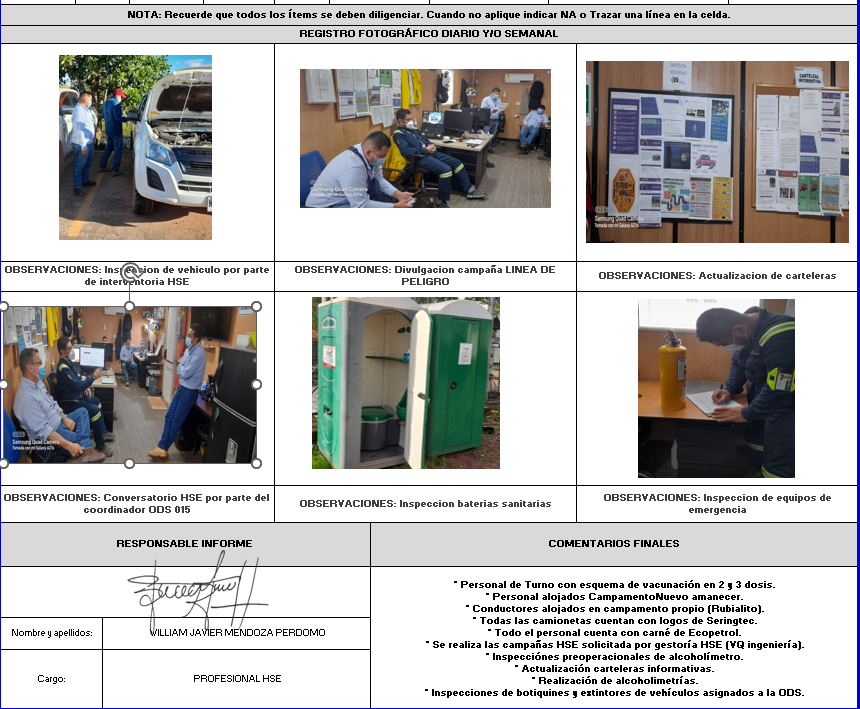 NOTA: Recuerde que todos los Ítems se deben diligenciar. Cuando no aplique indicar NA o Trazar una línea en la celda.
REGISTRO FOTOGRÁFICO DIARIO Y/O SEMANAL
CARTELERA
INFORMATIVA
Samsung Quad Camera
Tomada con mi Galaxy A21s
Samsung Quad Camera
Samsung Quad Camera
Tomada con mi Galaxy A21s
OBSERVACIONES: Inspeccion de vehiculo por parte
de interventoria HSE
OBSERVACIONES: Divulgacion campaña LINEA DE
PELIGRO
OBSERVACIONES: Actualizacion de carteleras
Samsung Quad Camera
Tomada con mi Galaxy A21s
OBSERVACIONES: Conversatorio HSE por parte del
coordinador ODS 015
OBSERVACIONES: Inspeccion baterias sanitarias
OBSERVACIONES: Inspeccion de equipos de
emergencia
RESPONSABLE INFORME
Nombre y apellidos:
WILLIAM JAVIER MENDOZA PERDOMO
Cargo:
PROFESIONAL HSE
COMENTARIOS FINALES
* Personal de Turno con esquema de vacunación en 2 y 3 dosis.
* Personal alojados CampamentoNuevo amanecer.
* Conductores alojados en campamento propio (Rubialito).
* Todas las camionetas cuentan con logos de Seringtec.
* Todo el personal cuenta con carné de Ecopetrol.
* Se realiza las campañas HSE solicitada por gestoría HSE (VQ ingeniería).
* Inspecciónes preoperacionales de alcoholímetro.
* Actualización carteleras informativas.
* Realización de alcoholimetrías.
* Inspecciones de botiquines y extintores de vehículos asignados a la ODS.